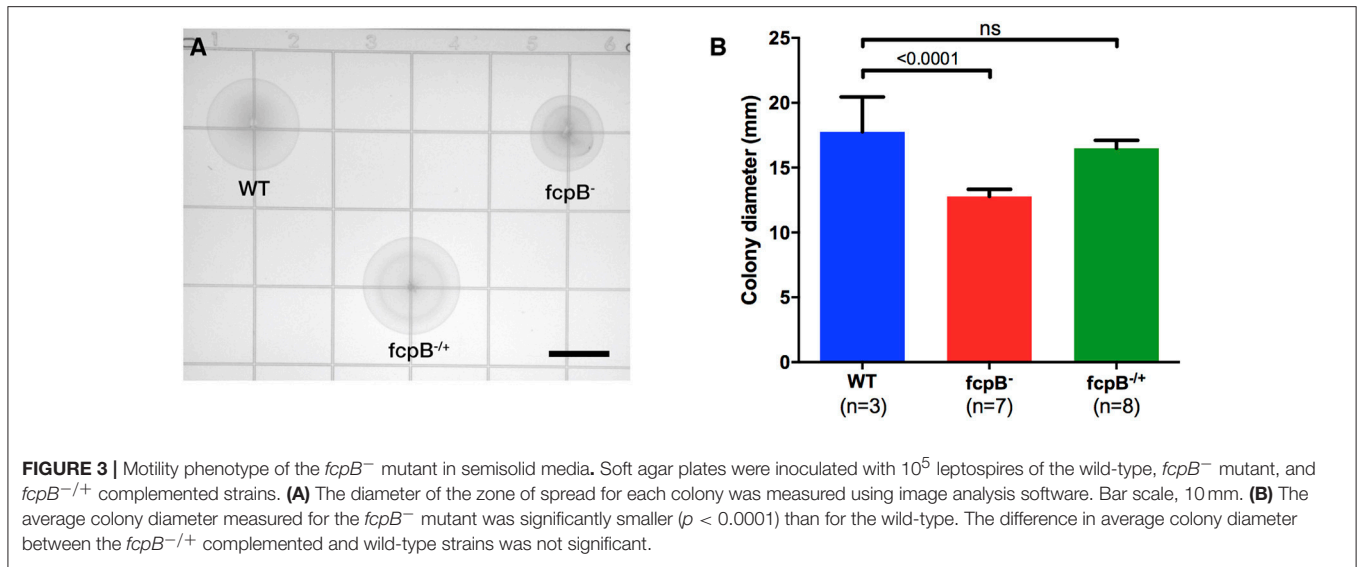 A
1 2 3 4 5 6
WT
fcpB-
fcpB-/+
B
ns
<0.0001
25
20
15
10
5
0
Colony diameter (mm)
WT
(n=3)
fcpB-
(n=7)
fcpB-/+
(n=8)
FIGURE 3 | Motility phenotype of the fcpB− mutant in semisolid media. Soft agar plates were inoculated with 10⁵ leptospires of the wild-type, fcpB− mutant, and
fcpB−/+ complemented strains. (A) The diameter of the zone of spread for each colony was measured using image analysis software. Bar scale, 10 mm. (B) The
average colony diameter measured for the fcpB− mutant was significantly smaller (p < 0.0001) than for the wild-type. The difference in average colony diameter
between the fcpB−/+ complemented and wild-type strains was not significant.